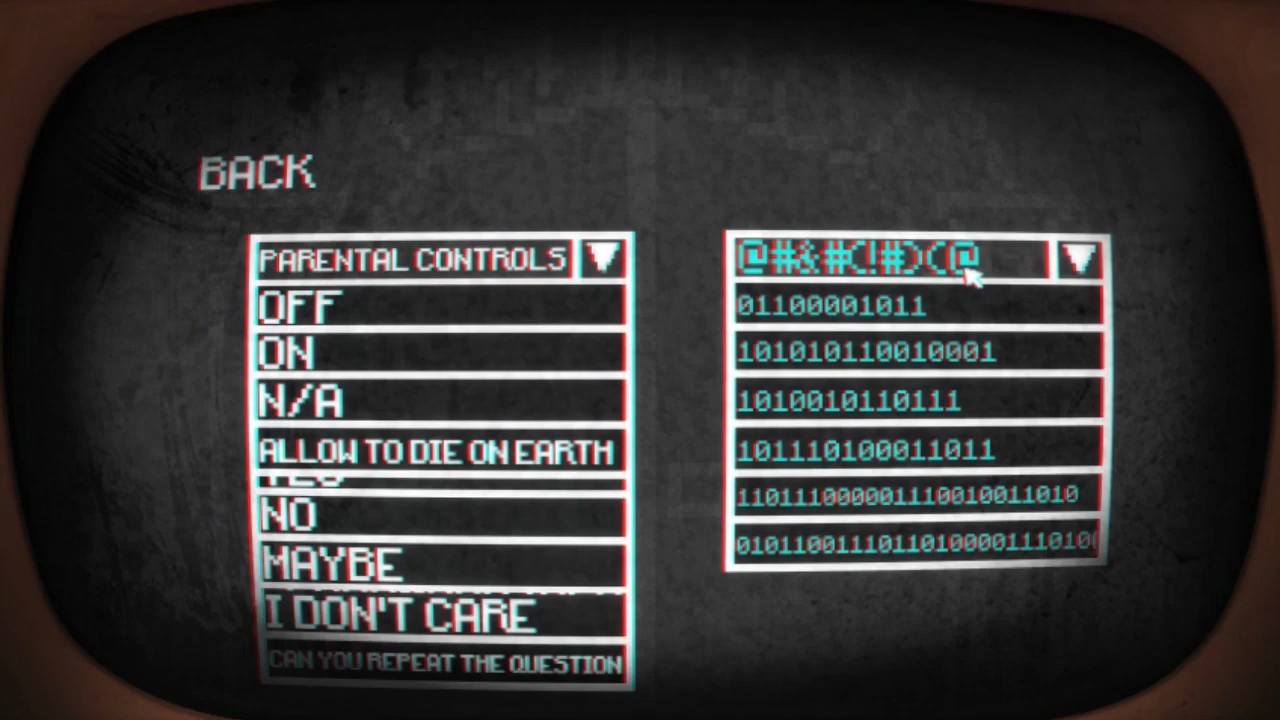 BACK
PARENTAL CONTROLS
OFF
ON
N/A
ALLOW TO DIE ON EARTH
YES
NO
MAYBE
I DON'T CARE
CAN YOU REPEAT THE QUESTION
@#&#(!#)(@
01100001011
101010110010001
1010010110111
101110100011011
110111000001110010011010